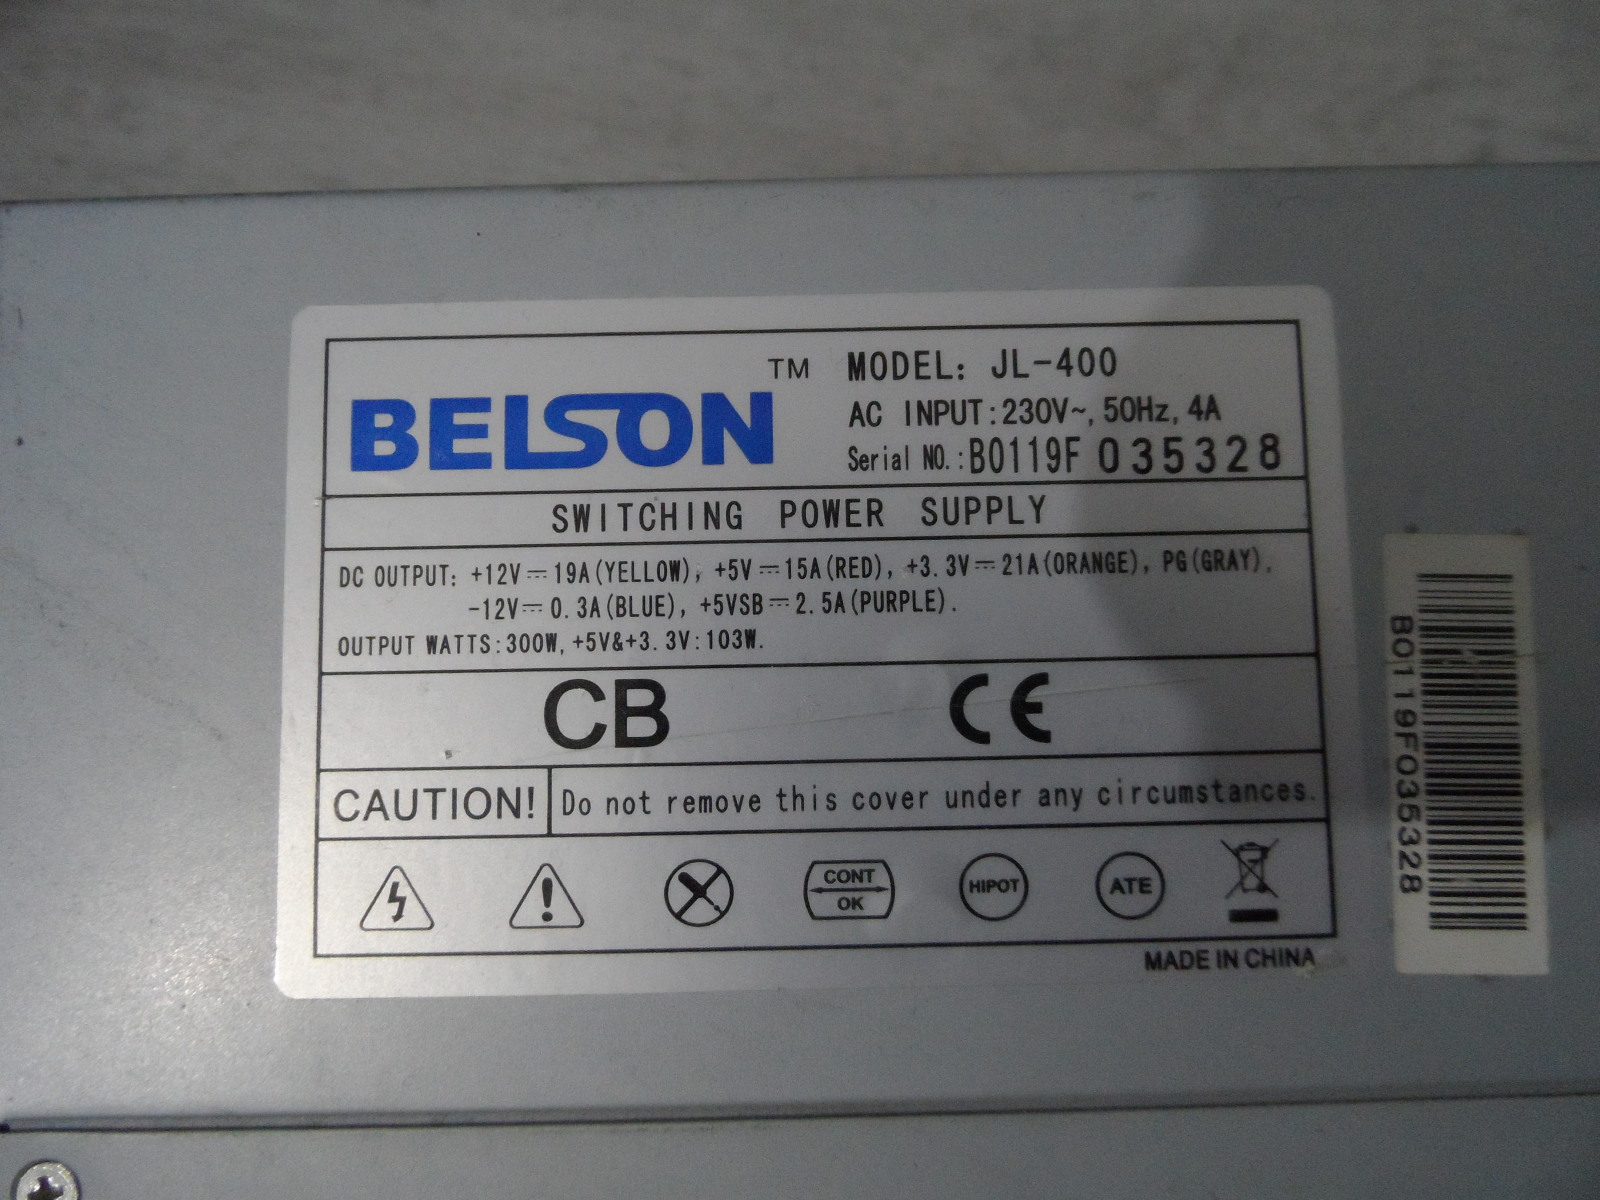 BELSON TM
MODEL: JL-400
AC INPUT:230V~, 50Hz, 4A
Serial NO.:B0119F 035328
SWITCHING POWER SUPPLY
DC OUTPUT: +12V⎓19A(YELLOW), +5V⎓15A(RED), +3.3V⎓21A(ORANGE), PG(GRAY),
-12V⎓0.3A(BLUE), +5VSB⎓2.5A(PURPLE).
OUTPUT WATTS:300W, +5V&+3.3V:103W.
CB CE
CAUTION! Do not remove this cover under any circumstances.
CONT
OK
HIPOT
ATE
MADE IN CHINA
B0119F035328